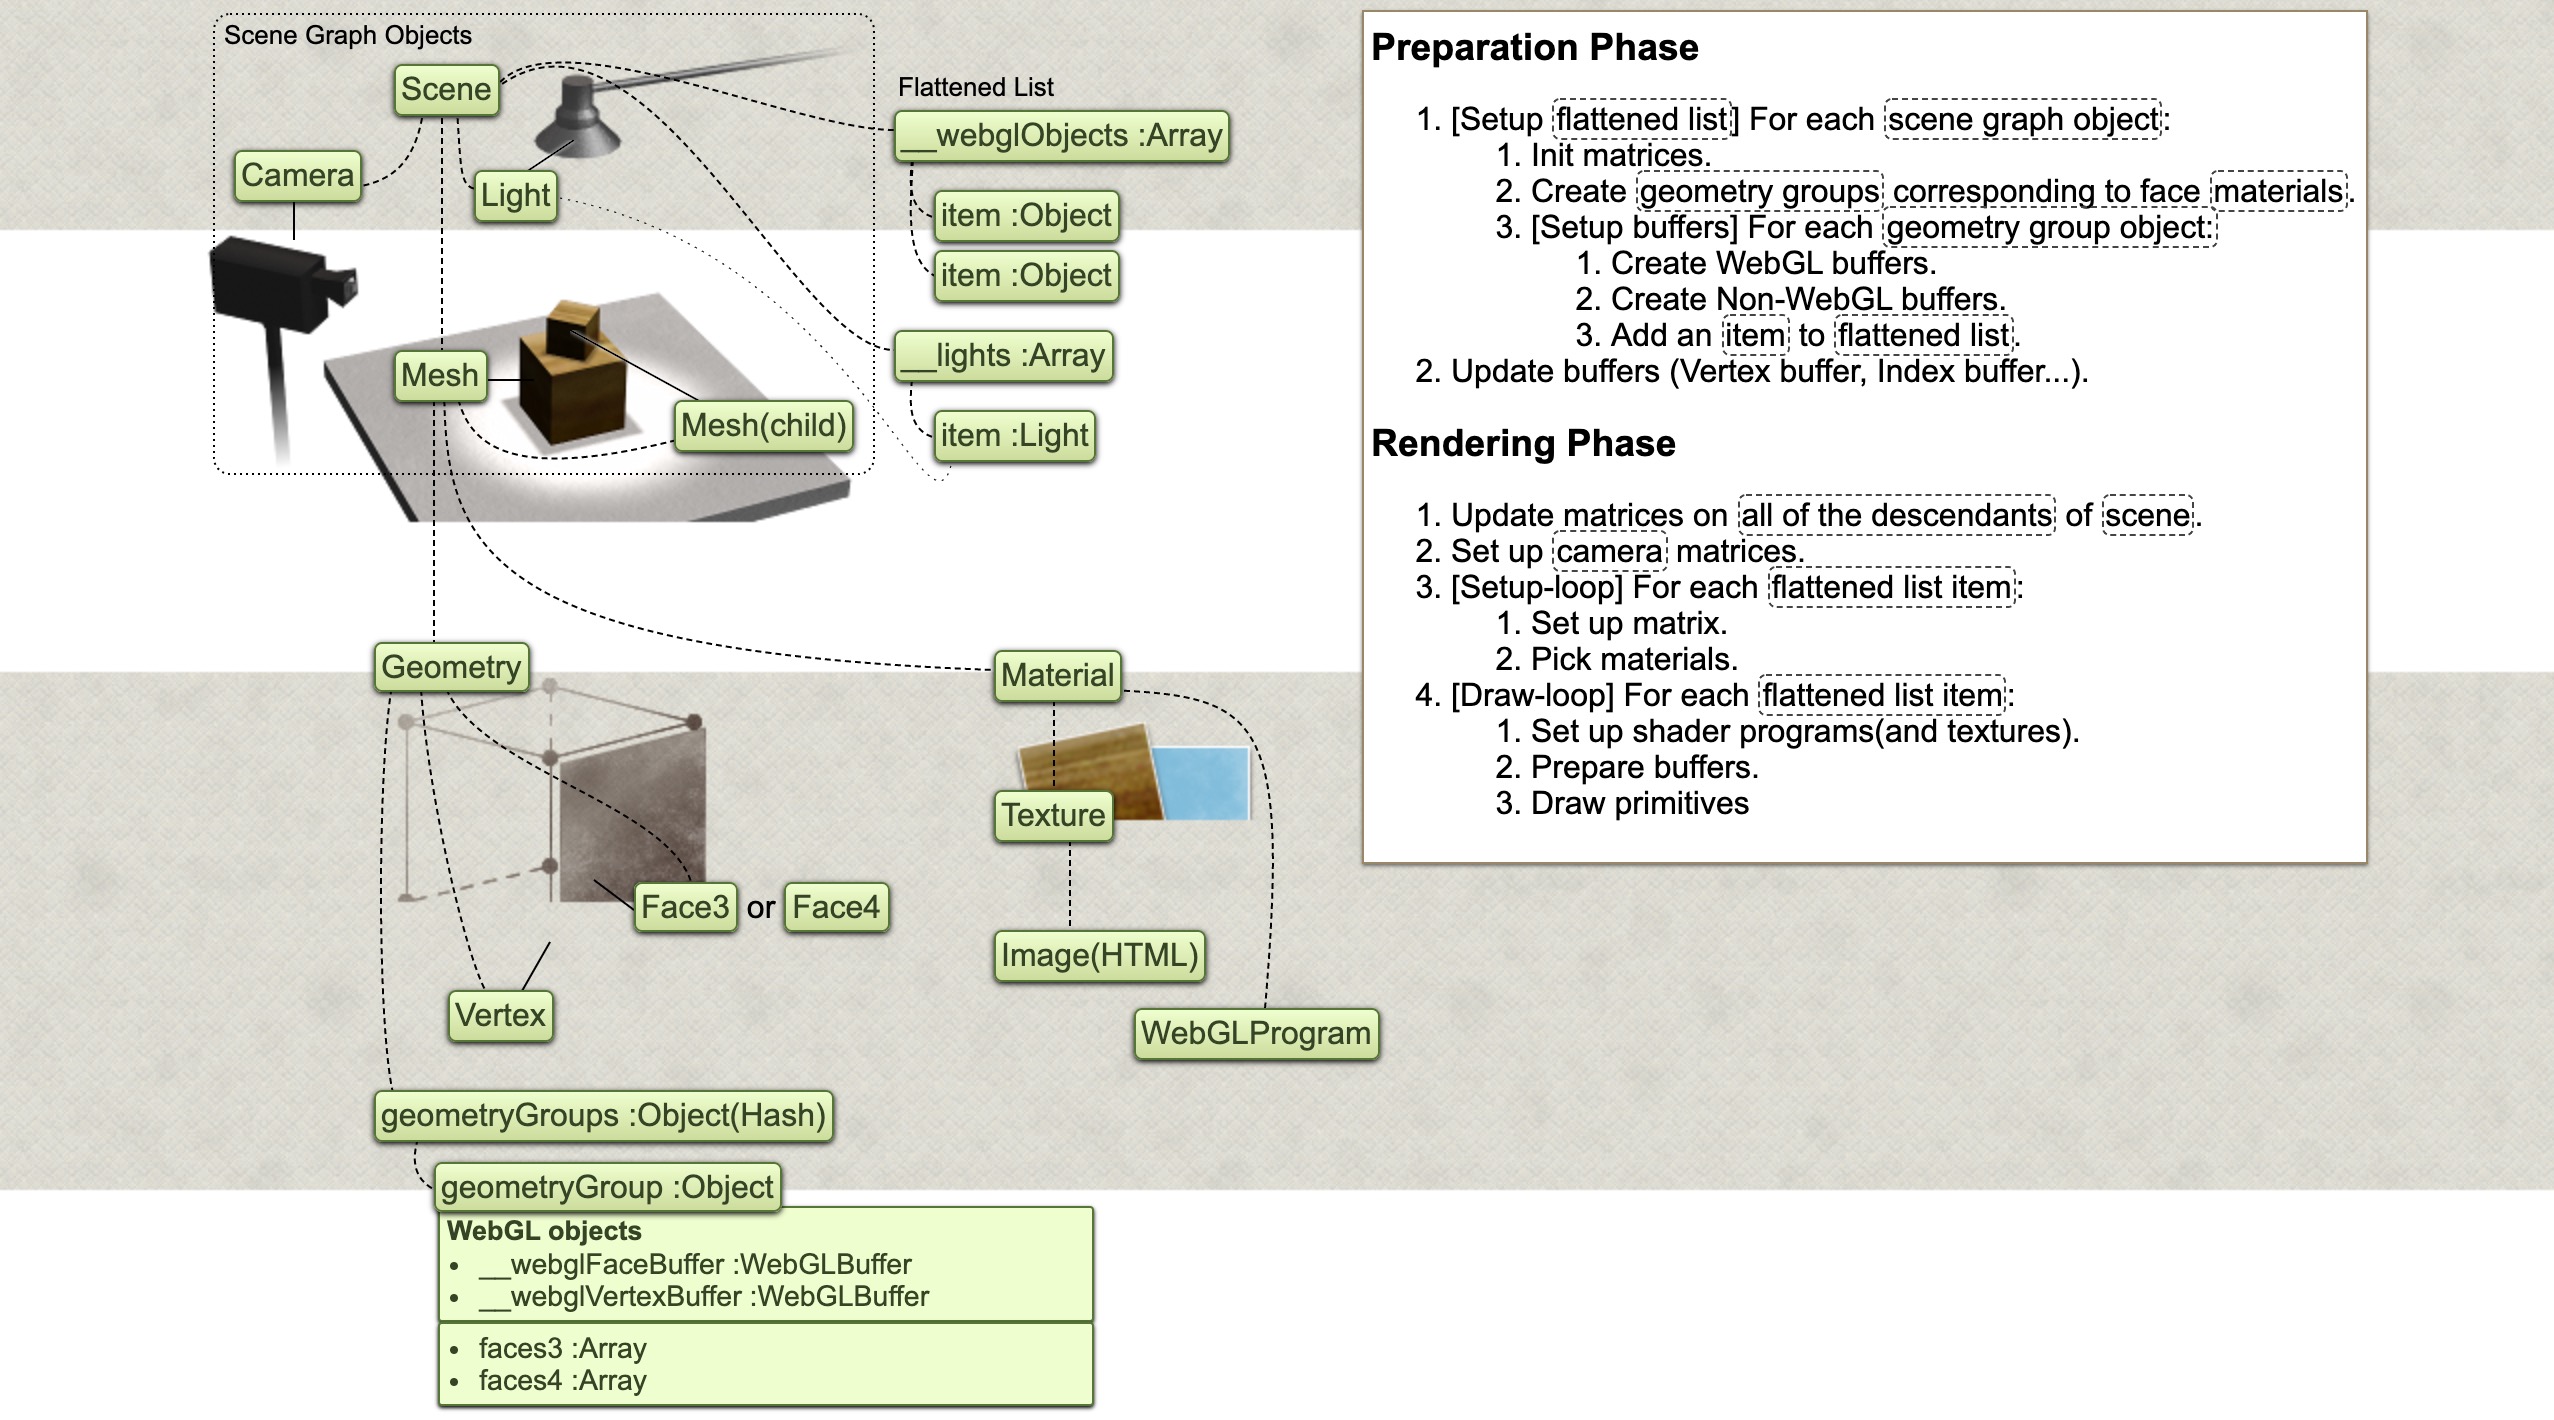 Scene Graph Objects
Scene
Camera
Light
Mesh
Mesh(child)
Flattened List
__webglObjects :Array
item :Object
item :Object
__lights :Array
item :Light
Geometry
Face3 or Face4
Vertex
Material
Texture
Image(HTML)
WebGLProgram
geometryGroups :Object(Hash)
geometryGroup :Object
WebGL objects
• __webglFaceBuffer :WebGLBuffer
• __webglVertexBuffer :WebGLBuffer
• faces3 :Array
• faces4 :Array
Preparation Phase
1. [Setup flattened list] For each scene graph object:
1. Init matrices.
2. Create geometry groups corresponding to face materials.
3. [Setup buffers] For each geometry group object:
1. Create WebGL buffers.
2. Create Non-WebGL buffers.
3. Add an item to flattened list.
2. Update buffers (Vertex buffer, Index buffer...).
Rendering Phase
1. Update matrices on all of the descendants of scene.
2. Set up camera matrices.
3. [Setup-loop] For each flattened list item:
1. Set up matrix.
2. Pick materials.
4. [Draw-loop] For each flattened list item:
1. Set up shader programs(and textures).
2. Prepare buffers.
3. Draw primitives